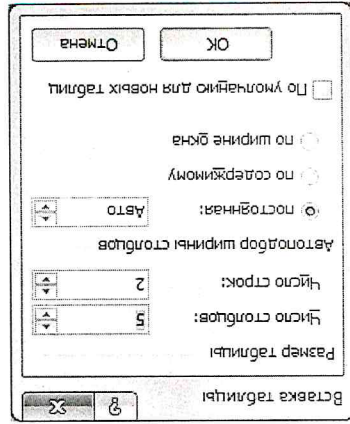 Вставка таблицы
Размер таблицы
Число столбцов: 5
Число строк: 2
Автоподбор ширины столбцов
постоянная: Авто
по содержимому
по ширине окна
По умолчанию для новых таблиц
ОК Отмена